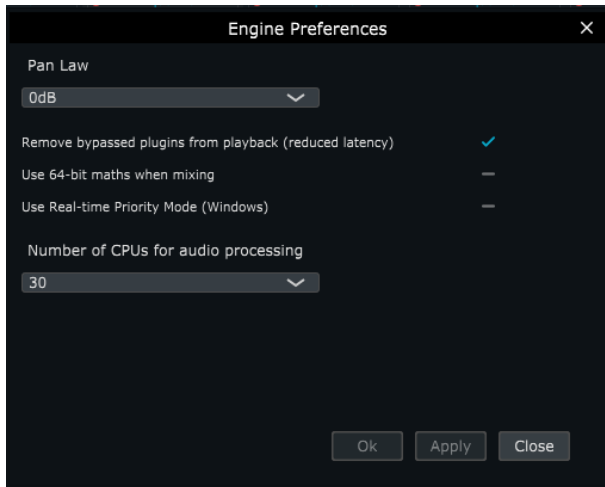 Engine Preferences
Pan Law
0dB
Remove bypassed plugins from playback (reduced latency)
Use 64-bit maths when mixing
Use Real-time Priority Mode (Windows)
Number of CPUs for audio processing
30
Ok Apply Close